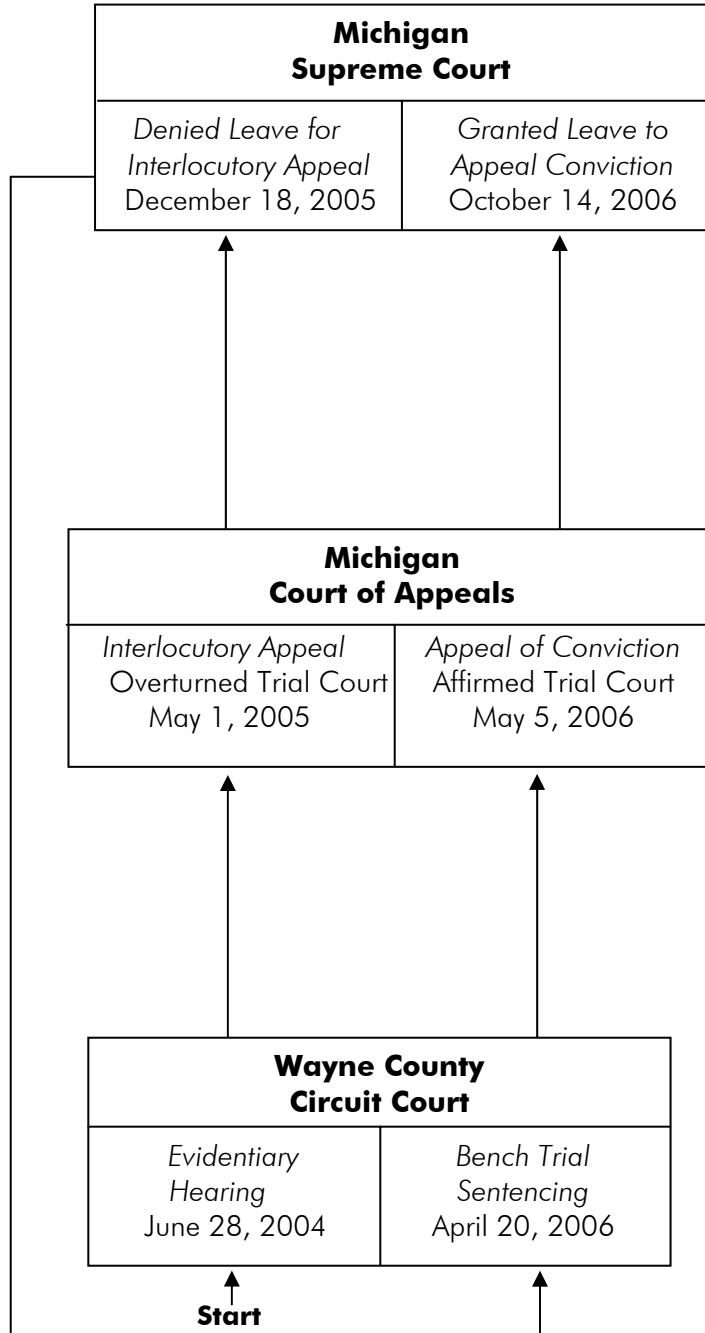 Michigan
Supreme Court
Denied Leave for
Interlocutory Appeal
December 18, 2005
Granted Leave to
Appeal Conviction
October 14, 2006
Michigan
Court of Appeals
Interlocutory Appeal
Overturned Trial Court
May 1, 2005
Appeal of Conviction
Affirmed Trial Court
May 5, 2006
Wayne County
Circuit Court
Evidentiary
Hearing
June 28, 2004
Bench Trial
Sentencing
April 20, 2006
Start